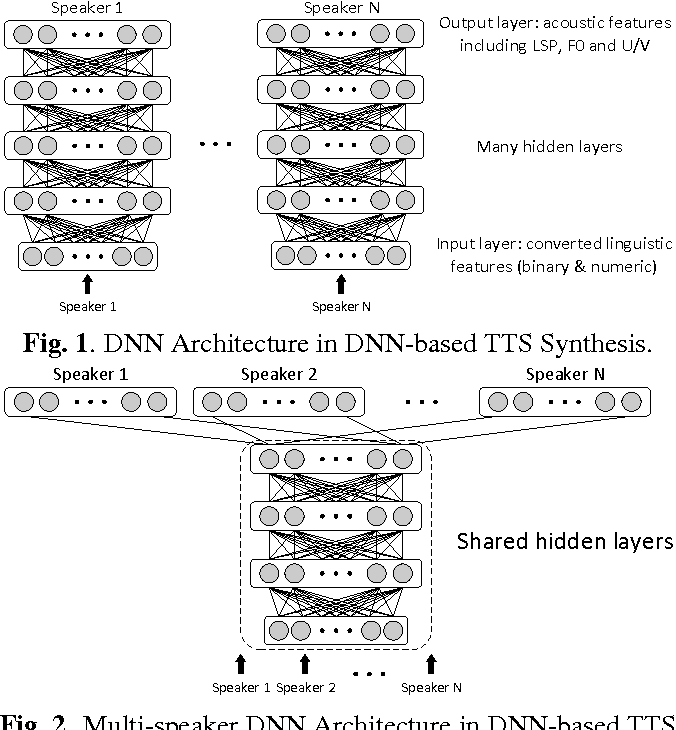 Speaker 1
Speaker N
Output layer: acoustic features
including LSP, F0 and U/V
Many hidden layers
Input layer: converted linguistic
features (binary & numeric)
Speaker 1
Speaker N
Fig. 1. DNN Architecture in DNN-based TTS Synthesis.
Speaker 1
Speaker 2
Speaker N
Shared hidden layers
Speaker 1
Speaker 2
Speaker N
Fig. 2. Multi-speaker DNN Architecture in DNN-based TTS